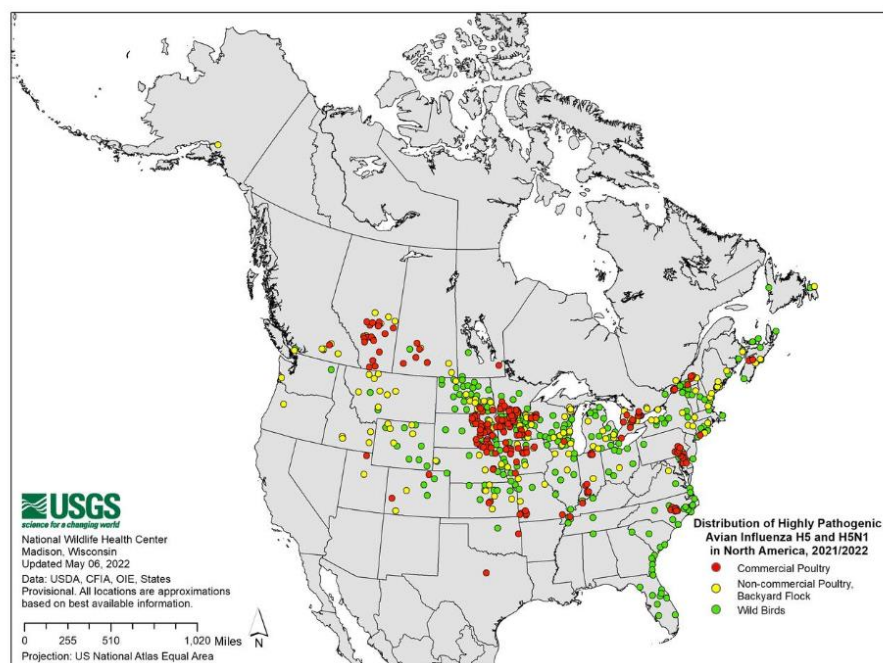 USGS
science for a changing world
National Wildlife Health Center
Madison, Wisconsin
Updated May 06, 2022
Data: USDA, CFIA, OIE, States
Provisional. All locations are approximations
based on best available information.
0 255 510 1,020 Miles
Projection: US National Atlas Equal Area
N
Distribution of Highly Pathogenic
Avian Influenza H5 and H5N1
in North America, 2021/2022
Commercial Poultry
Non-commercial Poultry,
Backyard Flock
Wild Birds